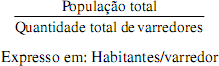 População total
Quantidade total de varredores
Expresso em: Habitantes/varredor